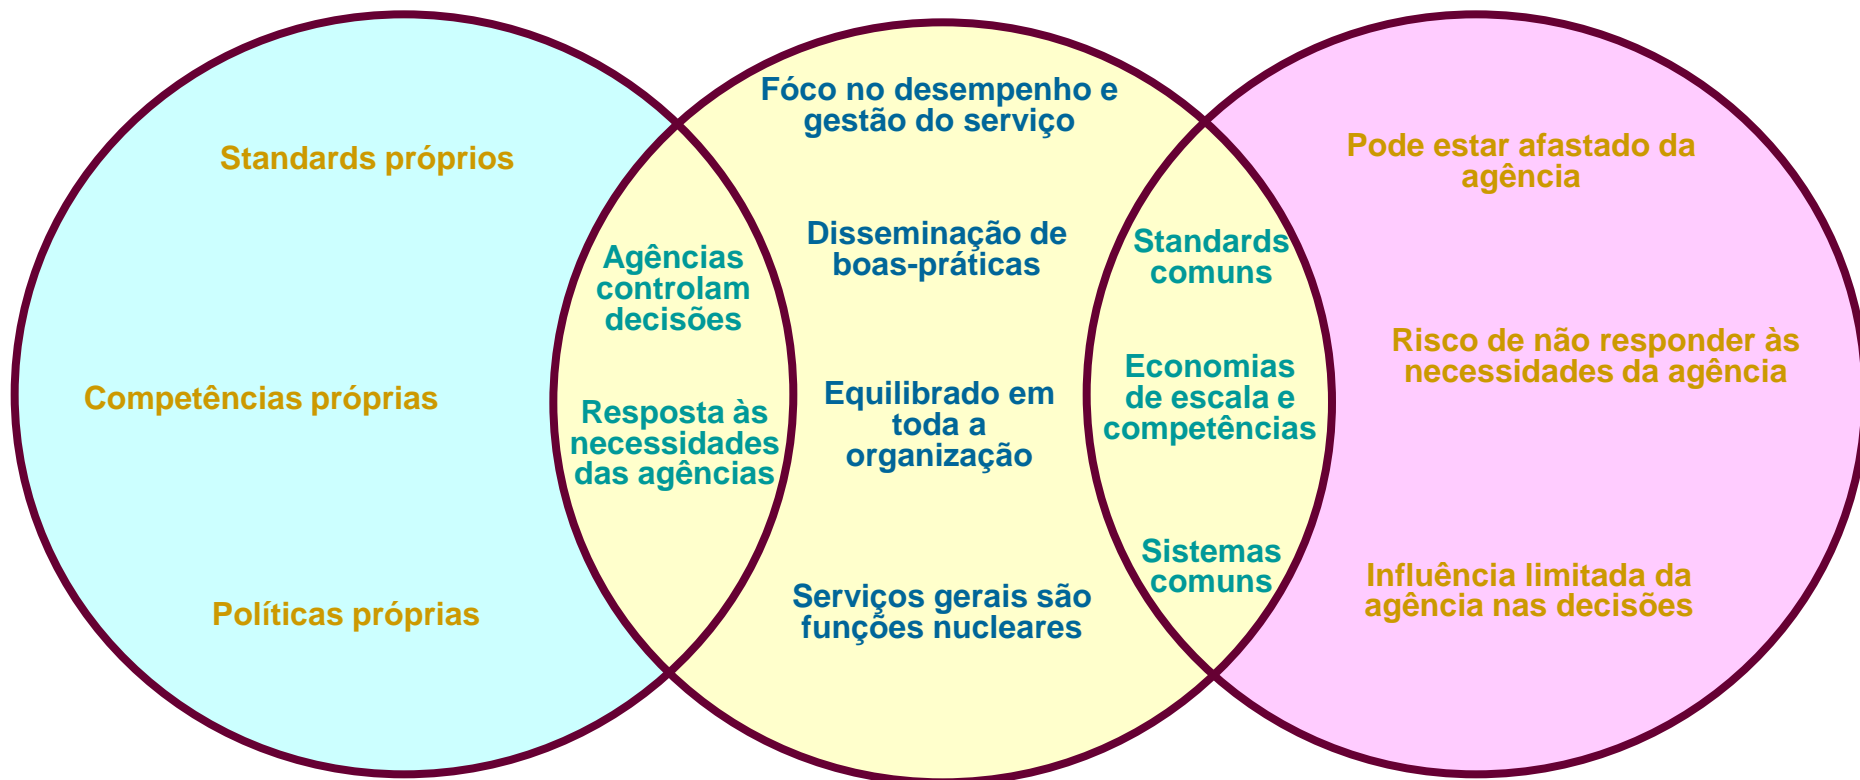 Standards próprios
Competências próprias
Políticas próprias
Agências
controlam
decisões
Resposta às
necessidades
das agências
Fóco no desempenho e
gestão do serviço
Disseminação de
boas-práticas
Equilibrado em
toda a
organização
Serviços gerais são
funções nucleares
Standards
comuns
Economias
de escala e
competências
Sistemas
comuns
Pode estar afastado da
agência
Risco de não responder às
necessidades da agência
Influência limitada da
agência nas decisões